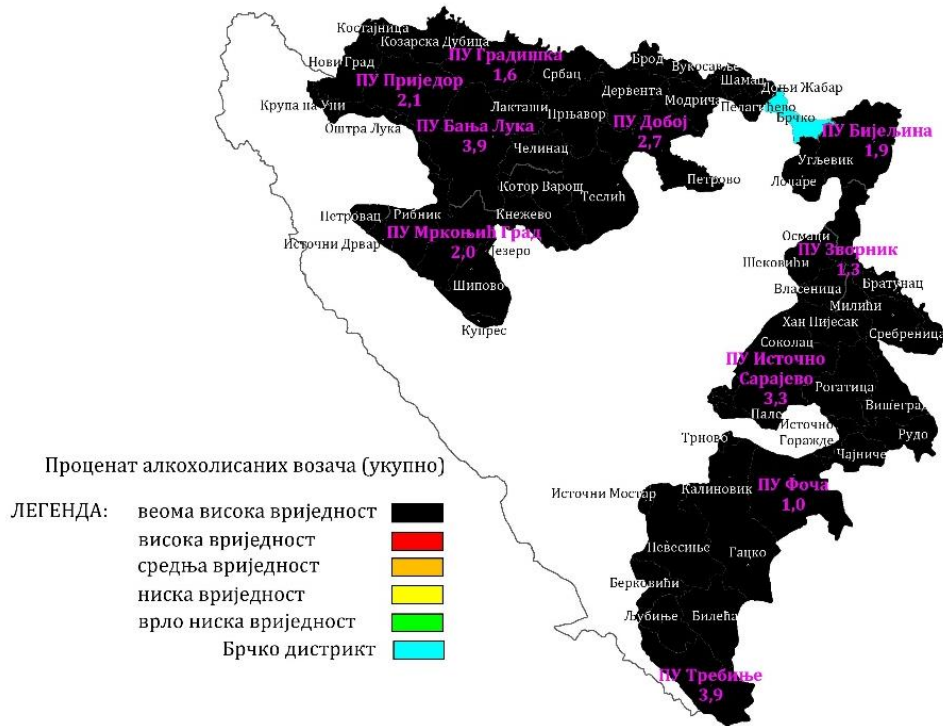 Костајница
Козарска Дубица
Нови Град
ПУ Градишка
1,6
Србац
Брод
Вукосавље
Шамац
Доњи Жабар
ПУ Приједор
2,1
Дервента
Модрича
Пелагићево
Брчко
Крупа на Уни
Оштра Лука
Лакташи
Прњавор
ПУ Бања Лука
3,9
ПУ Добој
2,7
ПУ Бијељина
1,9
Челинац
Угљевик
Лопаре
Петрово
Котор Варош
Теслић
Кнежево
Петровац
Рибник
Источни Дрвар
ПУ Мркоњић Град
2,0
Језеро
Шипово
Купрес
Осмаци
ПУ Зворник
1,3
Шековићи
Братунац
Власеница
Милићи
Хан Пијесак
Сребреница
Соколац
ПУ Источно
Сарајево
3,3
Рогатица
Вишеград
Пале
Источно
Горажде
Рудо
Трново
Чајниче
Источни Мостар
Калиновик
ПУ Фоча
1,0
Невесиње
Гацко
Берковићи
Љубиње
Билећа
ПУ Требиње
3,9
Проценат алкохолисаних возача (укупно)
ЛЕГЕНДА:
веома висока вриједност
висока вриједност
средња вриједност
ниска вриједност
врло ниска вриједност
Брчко дистрикт